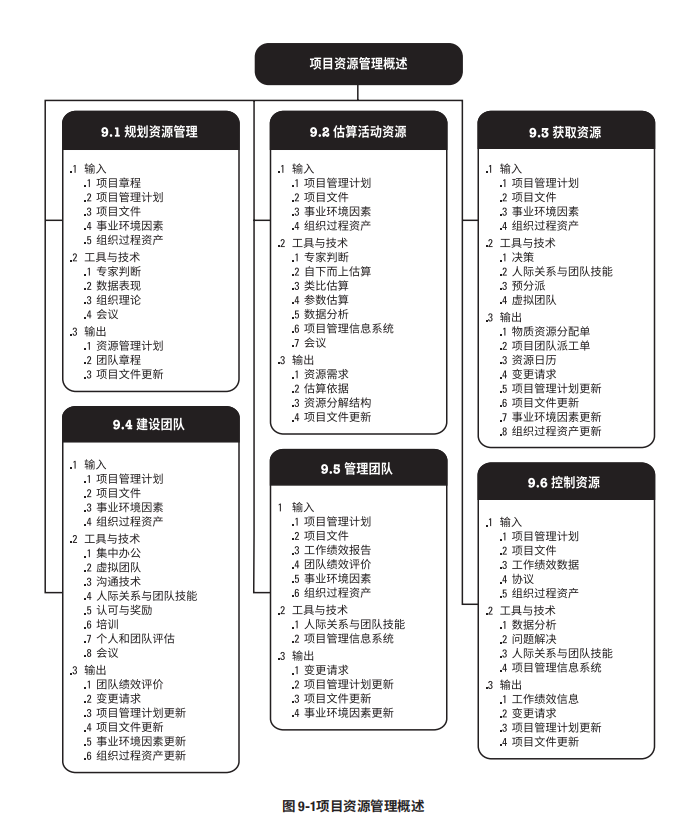 项目资源管理概述
9.1 规划资源管理
.1 输入
.1 项目章程
.2 项目管理计划
.3 项目文件
.4 事业环境因素
.5 组织过程资产
.2 工具与技术
.1 专家判断
.2 数据表现
.3 组织理论
.4 会议
.3 输出
.1 资源管理计划
.2 团队章程
.3 项目文件更新
9.2 估算活动资源
.1 输入
.1 项目管理计划
.2 项目文件
.3 事业环境因素
.4 组织过程资产
.2 工具与技术
.1 专家判断
.2 自下而上估算
.3 类比估算
.4 参数估算
.5 数据分析
.6 项目管理信息系统
.7 会议
.3 输出
.1 资源需求
.2 估算依据
.3 资源分解结构
.4 项目文件更新
9.3 获取资源
.1 输入
.1 项目管理计划
.2 项目文件
.3 事业环境因素
.4 组织过程资产
.2 工具与技术
.1 决策
.2 人际关系与团队技能
.3 预分派
.4 虚拟团队
.3 输出
.1 物质资源分配单
.2 项目团队派工单
.3 资源日历
.4 变更请求
.5 项目管理计划更新
.6 项目文件更新
.7 事业环境因素更新
.8 组织过程资产更新
9.4 建设团队
.1 输入
.1 项目管理计划
.2 项目文件
.3 事业环境因素
.4 组织过程资产
.2 工具与技术
.1 集中办公
.2 虚拟团队
.3 沟通技术
.4 人际关系与团队技能
.5 认可与奖励
.6 培训
.7 个人和团队评估
.8 会议
.3 输出
.1 团队绩效评价
.2 变更请求
.3 项目管理计划更新
.4 项目文件更新
.5 事业环境因素更新
.6 组织过程资产更新
9.5 管理团队
1 输入
.1 项目管理计划
.2 项目文件
.3 工作绩效报告
.4 团队绩效评价
.5 事业环境因素
.6 组织过程资产
.2 工具与技术
.1 人际关系与团队技能
.2 项目管理信息系统
.3 输出
.1 变更请求
.2 项目管理计划更新
.3 项目文件更新
.4 事业环境因素更新
9.6 控制资源
.1 输入
.1 项目管理计划
.2 项目文件
.3 工作绩效数据
.4 协议
.5 组织过程资产
.2 工具与技术
.1 数据分析
.2 问题解决
.3 人际关系与团队技能
.4 项目管理信息系统
.3 输出
.1 工作绩效信息
.2 变更请求
.3 项目管理计划更新
.4 项目文件更新
图 9-1项目资源管理概述